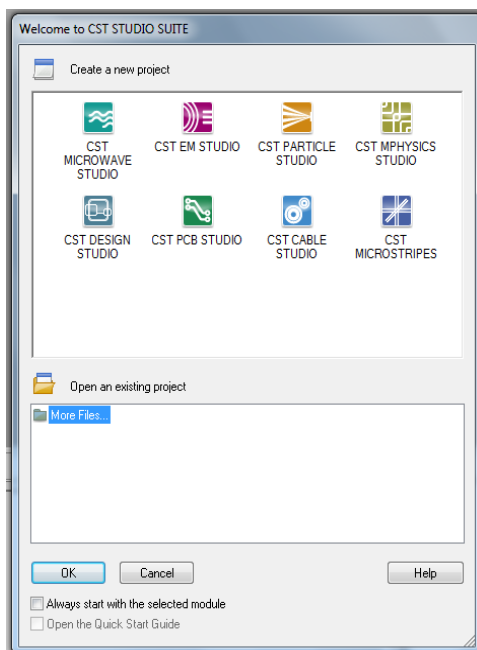 Welcome to CST STUDIO SUITE
Create a new project
CST
MICROWAVE
STUDIO
CST EM STUDIO
CST PARTICLE
STUDIO
CST MPHYSICS
STUDIO
CST DESIGN
STUDIO
CST PCB STUDIO
CST CABLE
STUDIO
CST
MICROSTRIPES
Open an existing project
More Files...
OK
Cancel
Help
Always start with the selected module
Open the Quick Start Guide